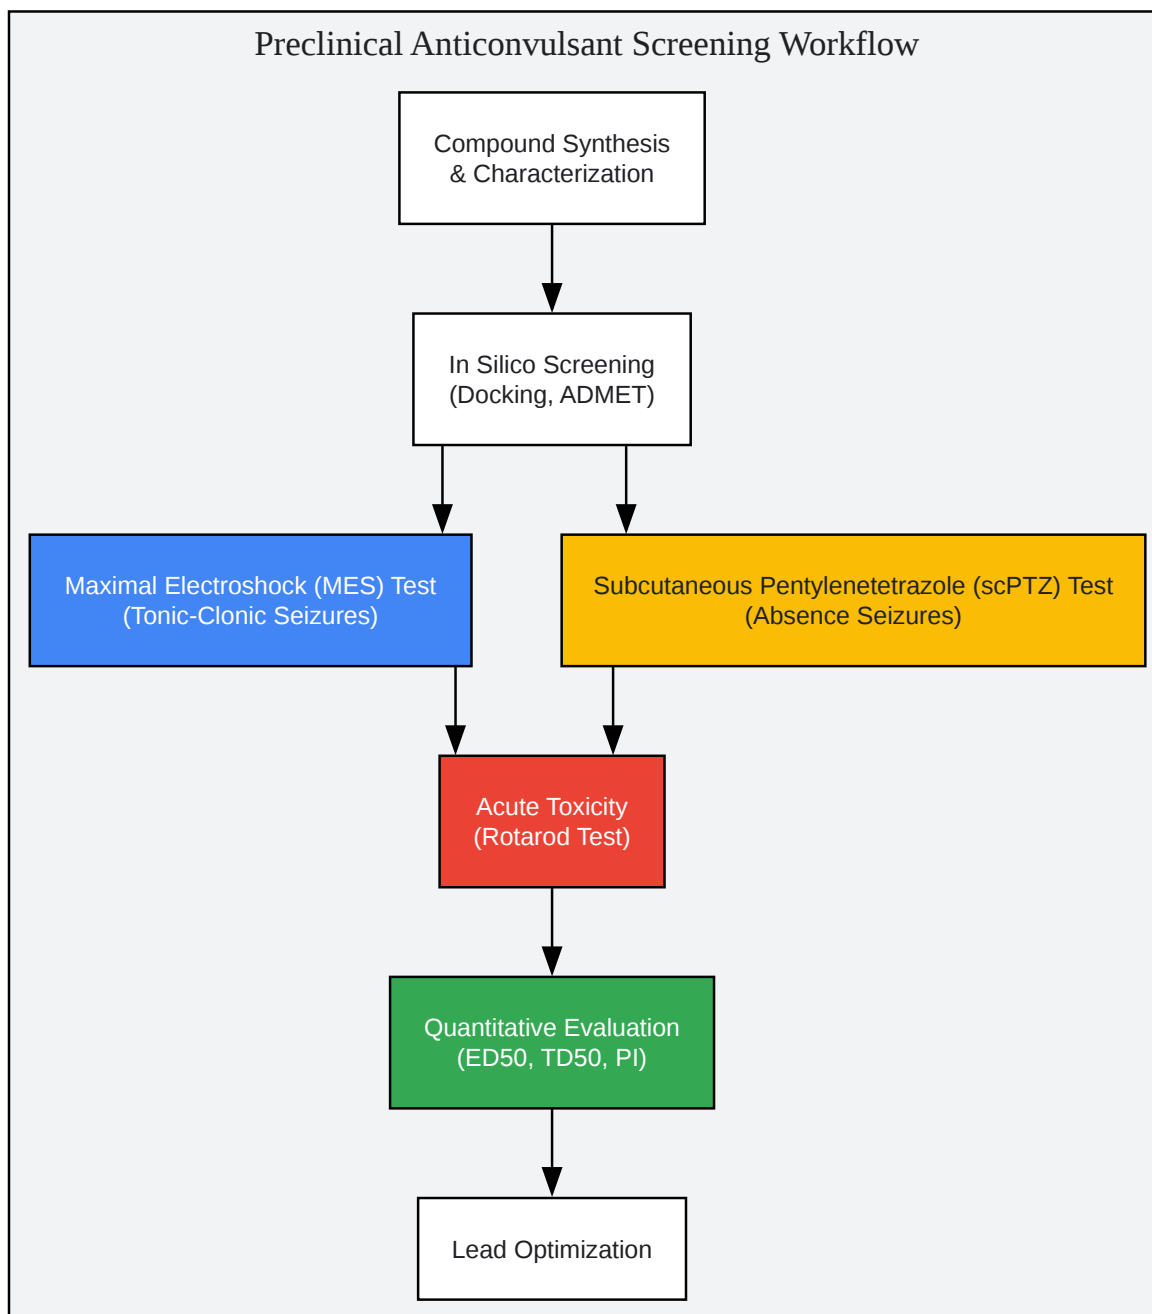 Preclinical Anticonvulsant Screening Workflow
Compound Synthesis
& Characterization
In Silico Screening
(Docking, ADMET)
Maximal Electroshock (MES) Test
(Tonic-Clonic Seizures)
Subcutaneous Pentylenetetrazole (scPTZ) Test
(Absence Seizures)
Acute Toxicity
(Rotarod Test)
Quantitative Evaluation
(ED50, TD50, PI)
Lead Optimization